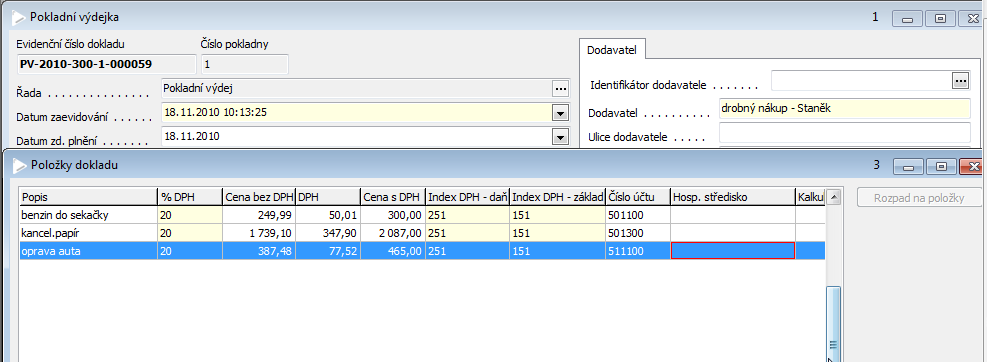 Pokladní výdejka 1
Evidenční číslo dokladu Číslo pokladny
PV-2010-300-1-000059 1
Řada . . . . . . . . . . . . . . . Pokladní výdej ...
Datum zaevidování . . . . . . 18.11.2010 10:13:25
Datum zd. plnění . . . . . . . 18.11.2010
Dodavatel
Identifikátor dodavatele . . . . . . . ...
Dodavatel . . . . . . . . . . drobný nákup - Staněk
Ulice dodavatele . . . . . . .
Položky dokladu 3
Popis % DPH Cena bez DPH DPH Cena s DPH Index DPH - daň Index DPH - základ Číslo účtu Hosp. středisko Kalku
benzin do sekačky 20 249,99 50,01 300,00 251 151 501100
kancel.papír 20 1 739,10 347,90 2 087,00 251 151 501300
oprava auta 20 387,48 77,52 465,00 251 151 511100
Rozpad na položky